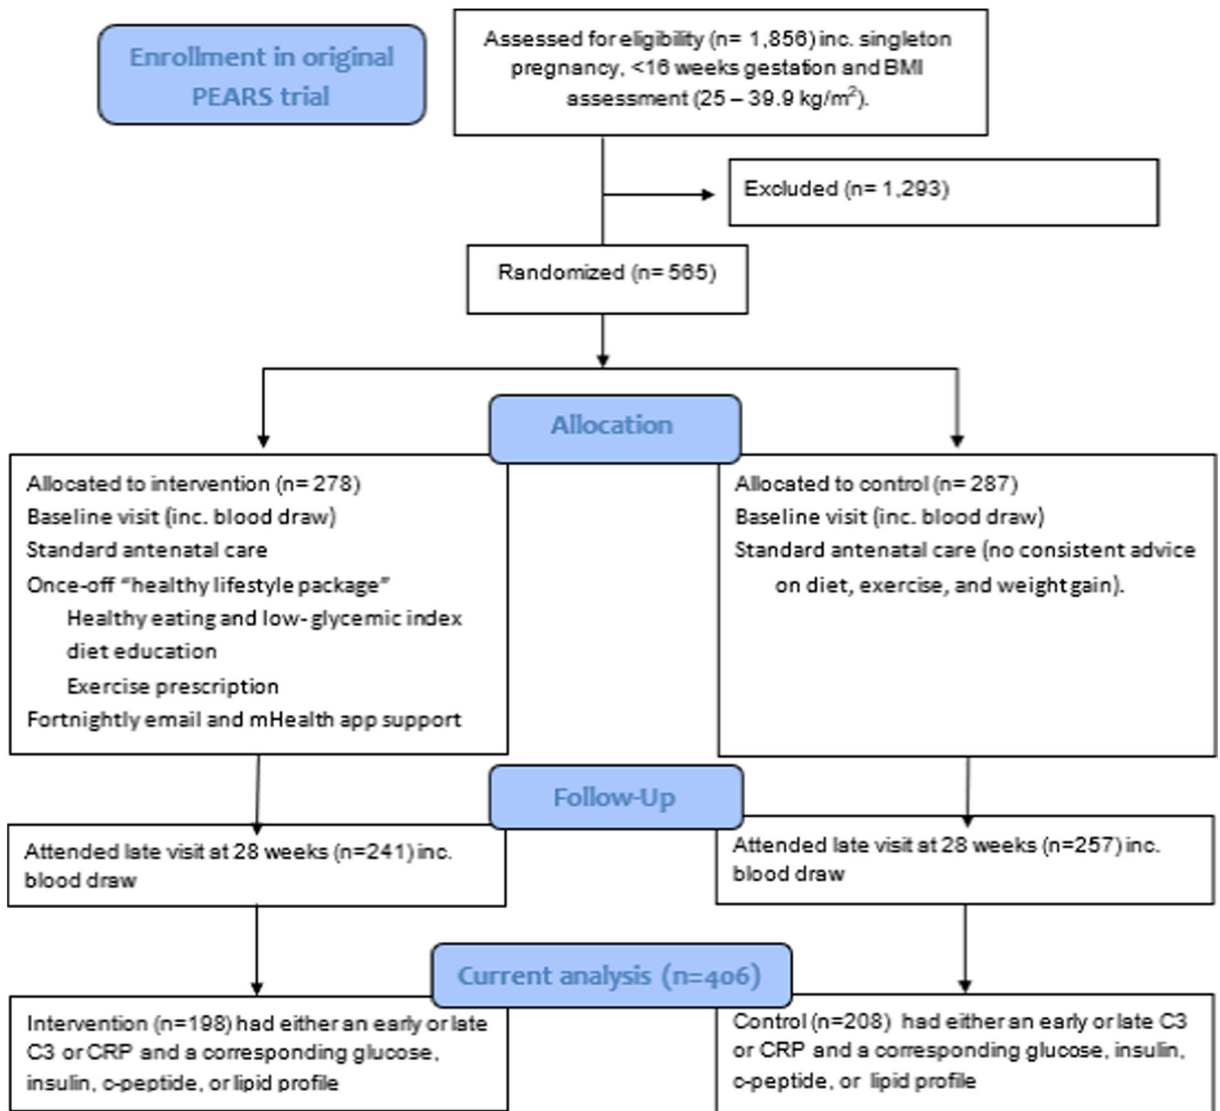 Enrollment in original
PEARS trial
Assessed for eligibility (n= 1,856) inc. singleton
pregnancy, <16 weeks gestation and BMI
assessment (25 – 39.9 kg/m²).
Excluded (n= 1,293)
Randomized (n= 565)
Allocation
Allocated to intervention (n= 278)
Baseline visit (inc. blood draw)
Standard antenatal care
Once-off “healthy lifestyle package”
Healthy eating and low- glycemic index
diet education
Exercise prescription
Fortnightly email and mHealth app support
Allocated to control (n= 287)
Baseline visit (inc. blood draw)
Standard antenatal care (no consistent advice
on diet, exercise, and weight gain).
Follow-Up
Attended late visit at 28 weeks (n=241) inc.
blood draw
Attended late visit at 28 weeks (n=257) inc.
blood draw
Current analysis (n=406)
Intervention (n=198) had either an early or late
C3 or CRP and a corresponding glucose,
insulin, c-peptide, or lipid profile
Control (n=208) had either an early or late C3
or CRP and a corresponding glucose, insulin,
c-peptide, or lipid profile